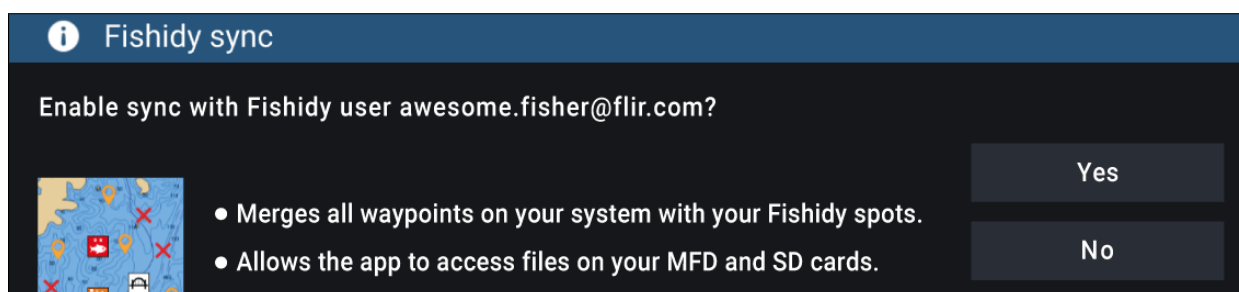 Fishidy sync
Enable sync with Fishidy user awesome.fisher@flir.com?
Yes
● Merges all waypoints on your system with your Fishidy spots.
No
● Allows the app to access files on your MFD and SD cards.